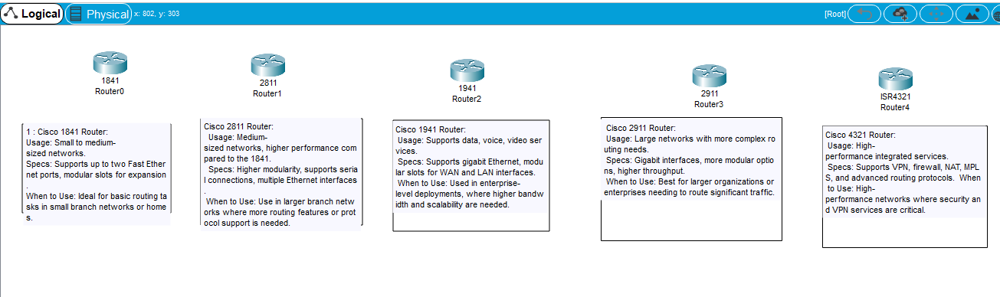 Logical Physical x: 802, y: 303 [Root]
1841
Router0
2811
Router1
1941
Router2
2911
Router3
ISR4321
Router4
1 : Cisco 1841 Router:
Usage: Small to medium-
sized networks.
Specs: Supports up to two Fast Ether
net ports, modular slots for expansion
.
When to Use: Ideal for basic routing ta
sks in small branch networks or home
s.
Cisco 2811 Router:
Usage: Medium-
sized networks, higher performance com
pared to the 1841.
Specs: Higher modularity, supports seria
l connections, multiple Ethernet interfaces
.
When to Use: Use in larger branch netw
orks where more routing features or prot
ocol support is needed.
Cisco 1941 Router:
Usage: Supports data, voice, video ser
vices.
Specs: Supports gigabit Ethernet, modu
lar slots for WAN and LAN interfaces.
When to Use: Used in enterprise-
level deployments, where higher bandw
idth and scalability are needed.
Cisco 2911 Router:
Usage: Large networks with more complex ro
uting needs.
Specs: Gigabit interfaces, more modular optio
ns, higher throughput.
When to Use: Best for larger organizations or
enterprises needing to route significant traffic.
Cisco 4321 Router:
Usage: High-
performance integrated services.
Specs: Supports VPN, firewall, NAT, MPL
S, and advanced routing protocols.  When
to Use: High-
performance networks where security an
d VPN services are critical.